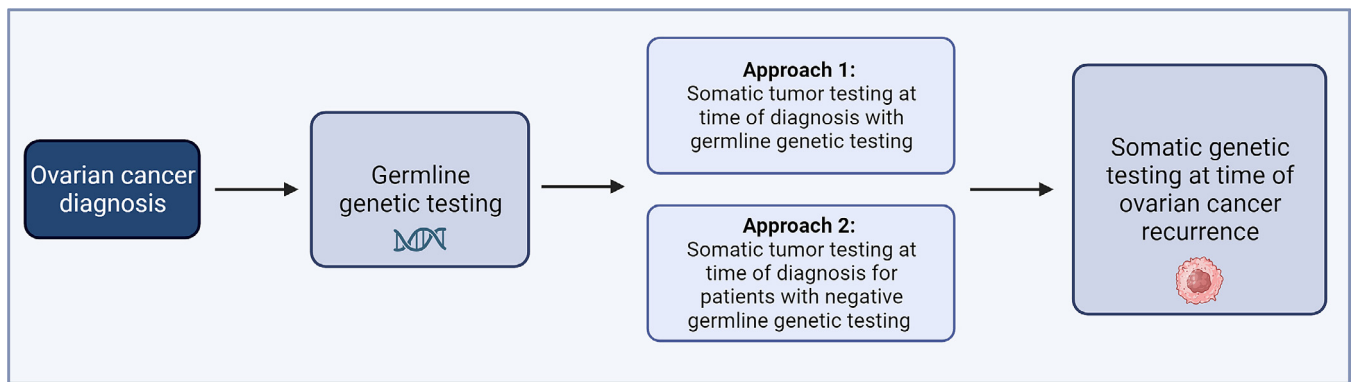 Ovarian cancer
diagnosis
Germline
genetic testing
Approach 1:
Somatic tumor testing at
time of diagnosis with
germline genetic testing
Approach 2:
Somatic tumor testing at
time of diagnosis for
patients with negative
germline genetic testing
Somatic genetic
testing at time of
ovarian cancer
recurrence